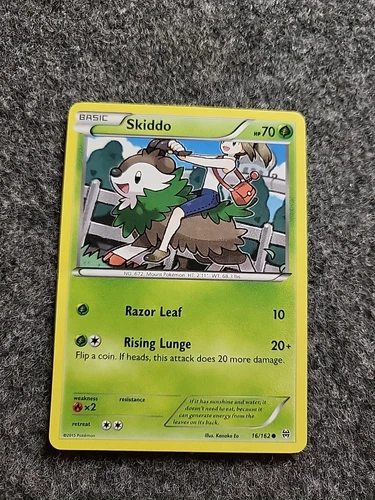 BASIC
Skiddo
HP 70
NO. 672 Mount Pokémon HT: 2'11" WT: 68.3 lbs.
Razor Leaf 10
Rising Lunge 20+
Flip a coin. If heads, this attack does 20 more damage.
weakness resistance
×2
retreat
If it has sunshine and water, it
doesn't need to eat, because it
can generate energy from the
leaves on its back.
©2015 Pokémon
Illus. Kanako Eo
16/162